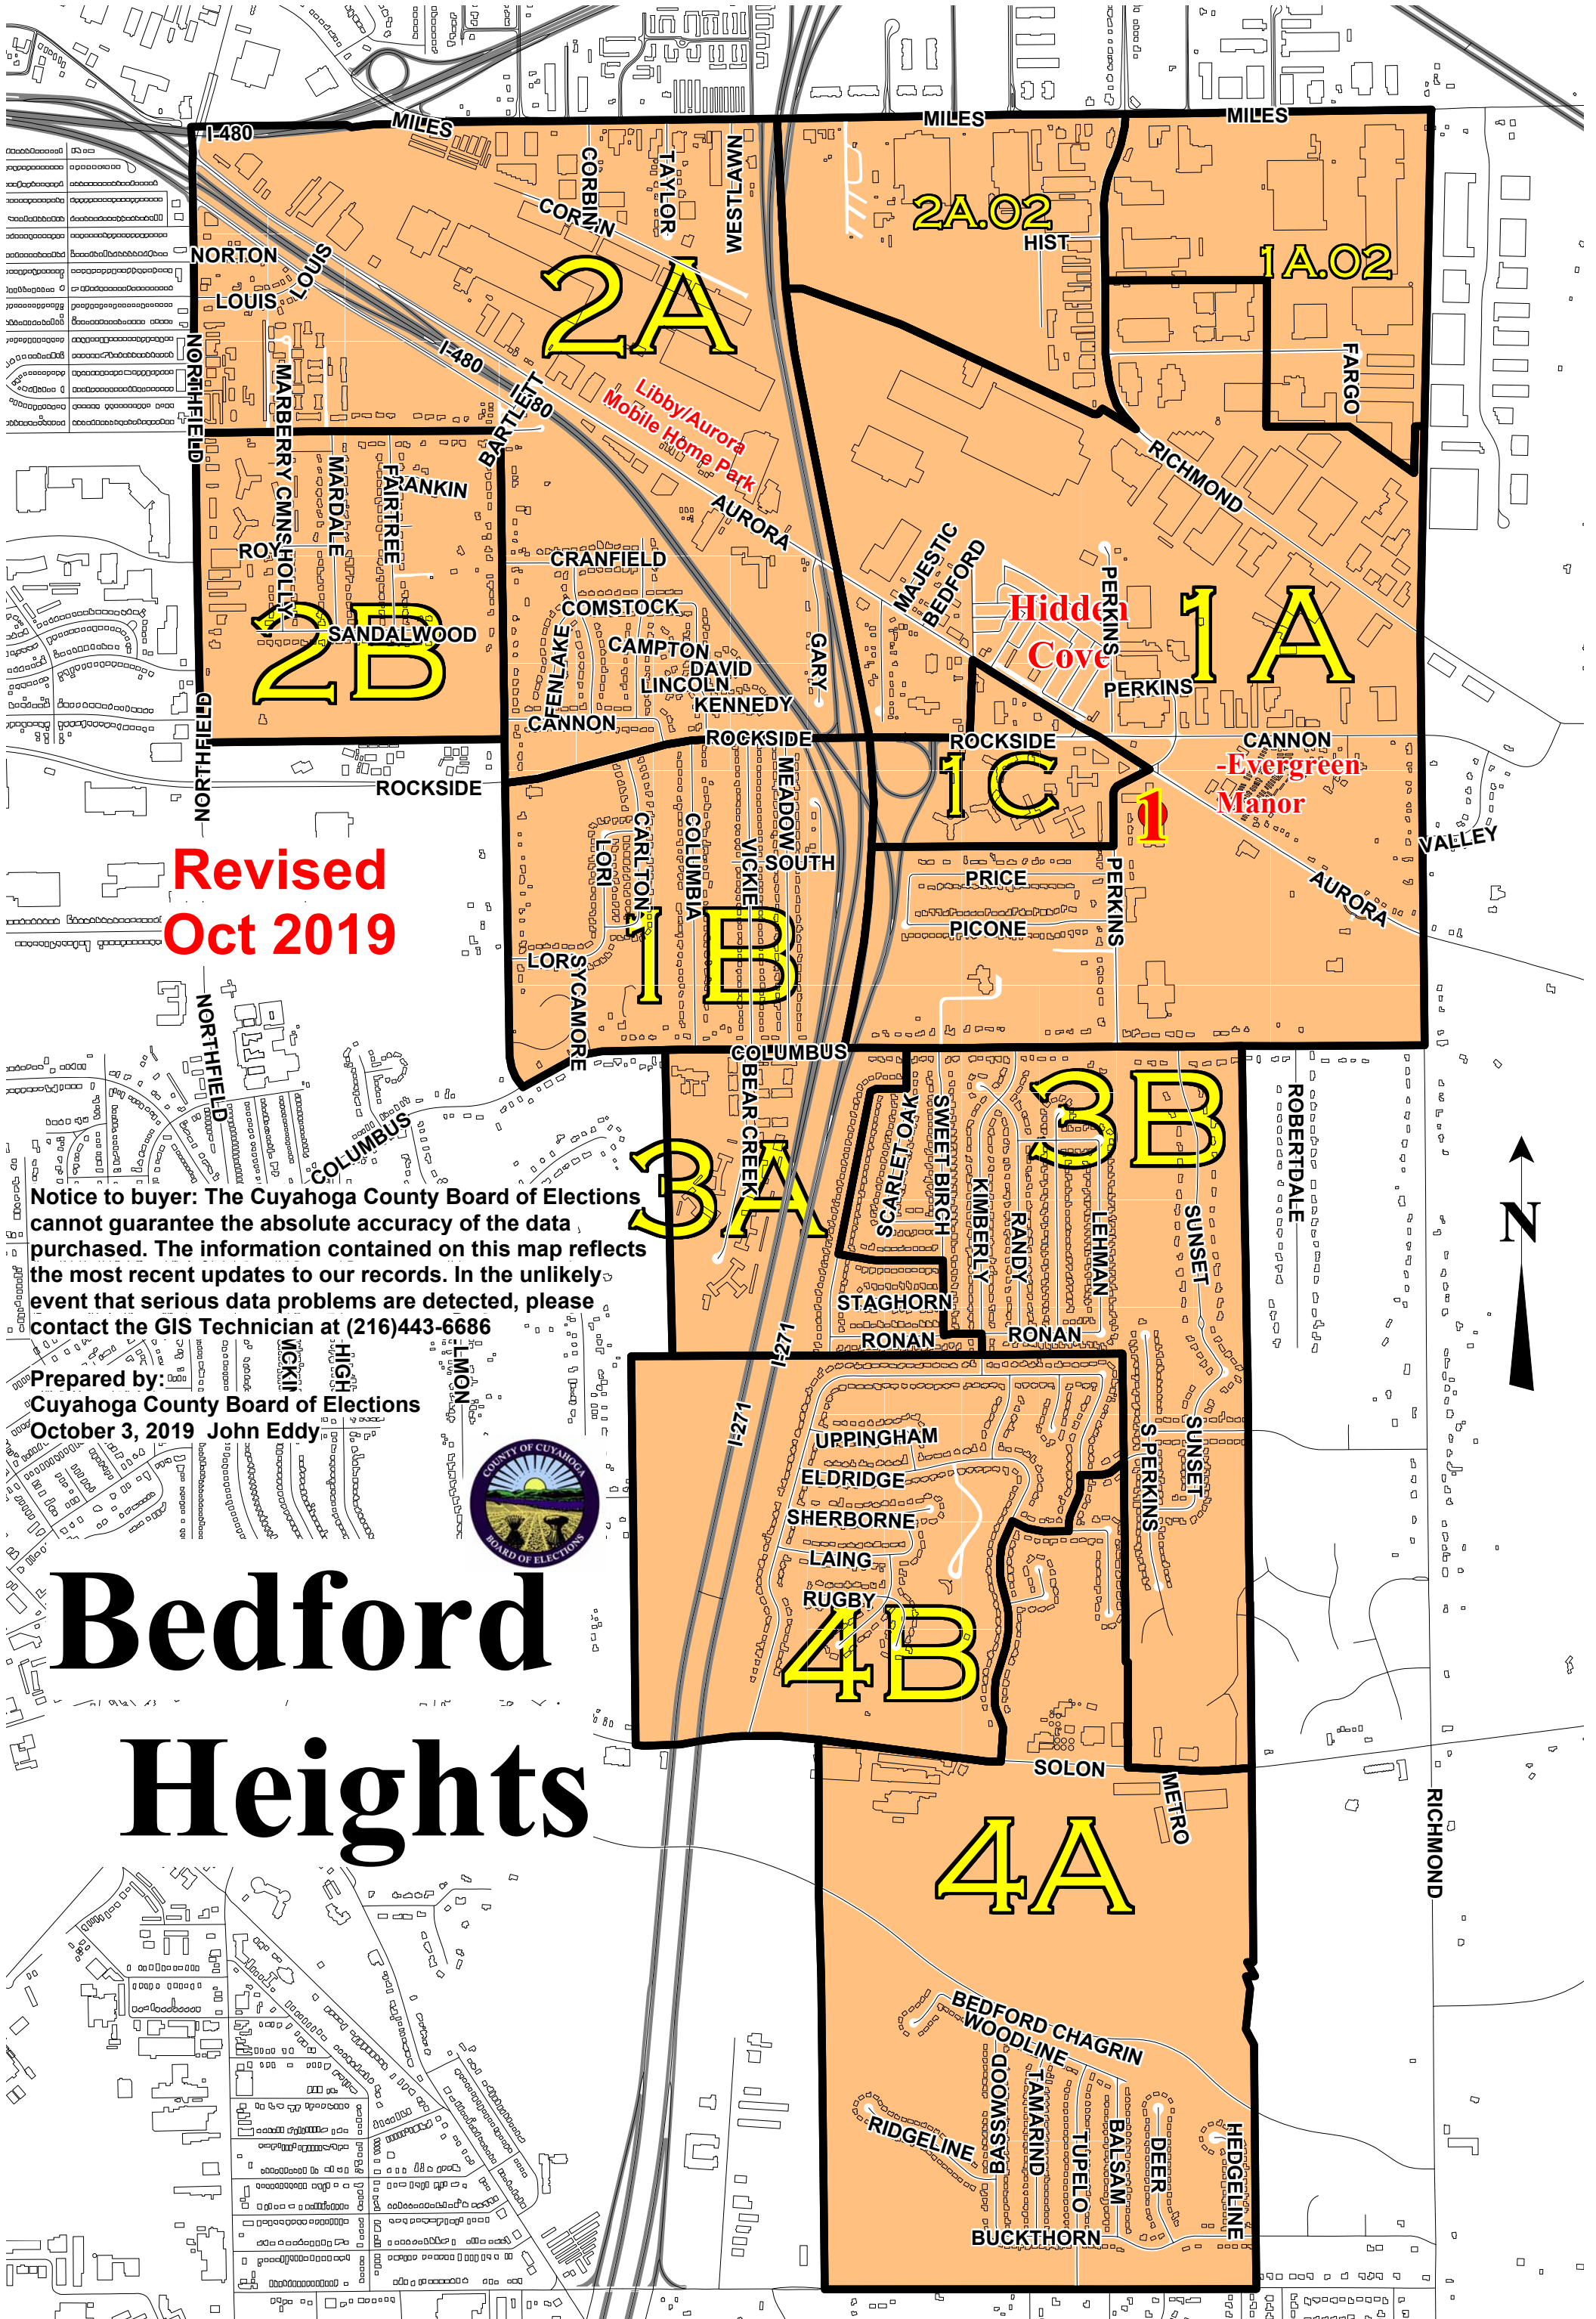 MILES
MILES
MILES
I-480
CORBIN
CORBIN
TAYLOR
WESTLAWN
2A.02
HIST
1A.02
NORTON
LOUIS
LOUIS
2A
NORTHFIELD
I-480
I-480
FARGO
MARBERRY CMNS
BARTLETT
Libby/Aurora
Mobile Home Park
RICHMOND
MARDALE
FAIRTREE
RANKIN
AURORA
ROY
HOLLY
CRANFIELD
MAJESTIC
BEDFORD
PERKINS
Hidden
Cove
1A
COMSTOCK
2B
SANDALWOOD
CAMPTON
DAVID
LINCOLN
KENNEDY
GARY
PERKINS
CANNON
ROCKSIDE
ROCKSIDE
CANNON
-Evergreen
Manor
NORTHFIELD
ROCKSIDE
MEADOW
1C
1
VALLEY
Revised
Oct 2019
LORI
CARLTON
COLUMBIA
VICKIE
SOUTH
PRICE
PERKINS
AURORA
PICONE
1B
SYCAMORE
NORTHFIELD
COLUMBUS
BEAR CREEK
3B
COLUMBUS
SCARLET OAK
SWEETBRCH
ROBERTDALE
3A
KIMBERLY
RANDY
LEHMAN
SUNSET
N
Notice to buyer: The Cuyahoga County Board of Elections
cannot guarantee the absolute accuracy of the data
purchased. The information contained on this map reflects
the most recent updates to our records. In the unlikely
event that serious data problems are detected, please
contact the GIS Technician at (216)443-6686
STAGHORN
RONAN
RONAN
I-271
HIGH
Prepared by:
Cuyahoga County Board of Elections
October 3, 2019 John Eddy
I-271
UPPINGHAM
S PERKINS
SUNSET
ELDRIDGE
COUNTY OF CUYAHOGA
BOARD OF ELECTIONS
SHERBORNE
LAING
RUGBY
4B
Bedford
Heights
SOLON
METRO
RICHMOND
4A
BEDFORD CHAGRIN
WOODLINE
BASSWOOD
TAMARIND
TUPELO
BALSAM
DEER
HEDGELINE
RIDGELINE
BUCKTHORN